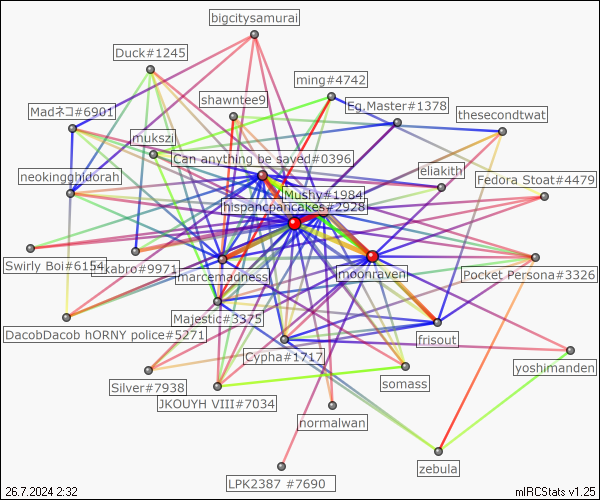 bigcitysamurai
Duck#1245
ming#4742
shawntee9
Eg.Master#1378
Madネコ#6901
thesecondtwat
mukszi
Can anything be saved#0396
neokingghidorah
eliakith
Fedora Stoat#4479
Mushy#1984
hispancpancakes#2928
Swirly Boi#6154
marcemadness
moonraven
Pocket Persona#3326
Majestic#3375
DacobDacob hORNY police#5271
frisout
Cypha#1717
yoshimanden
Silver#7938
somass
JKOUYH VIII#7034
normalwan
zebula
LPK2387 #7690
26.7.2024 2:32
mIRCStats v1.25